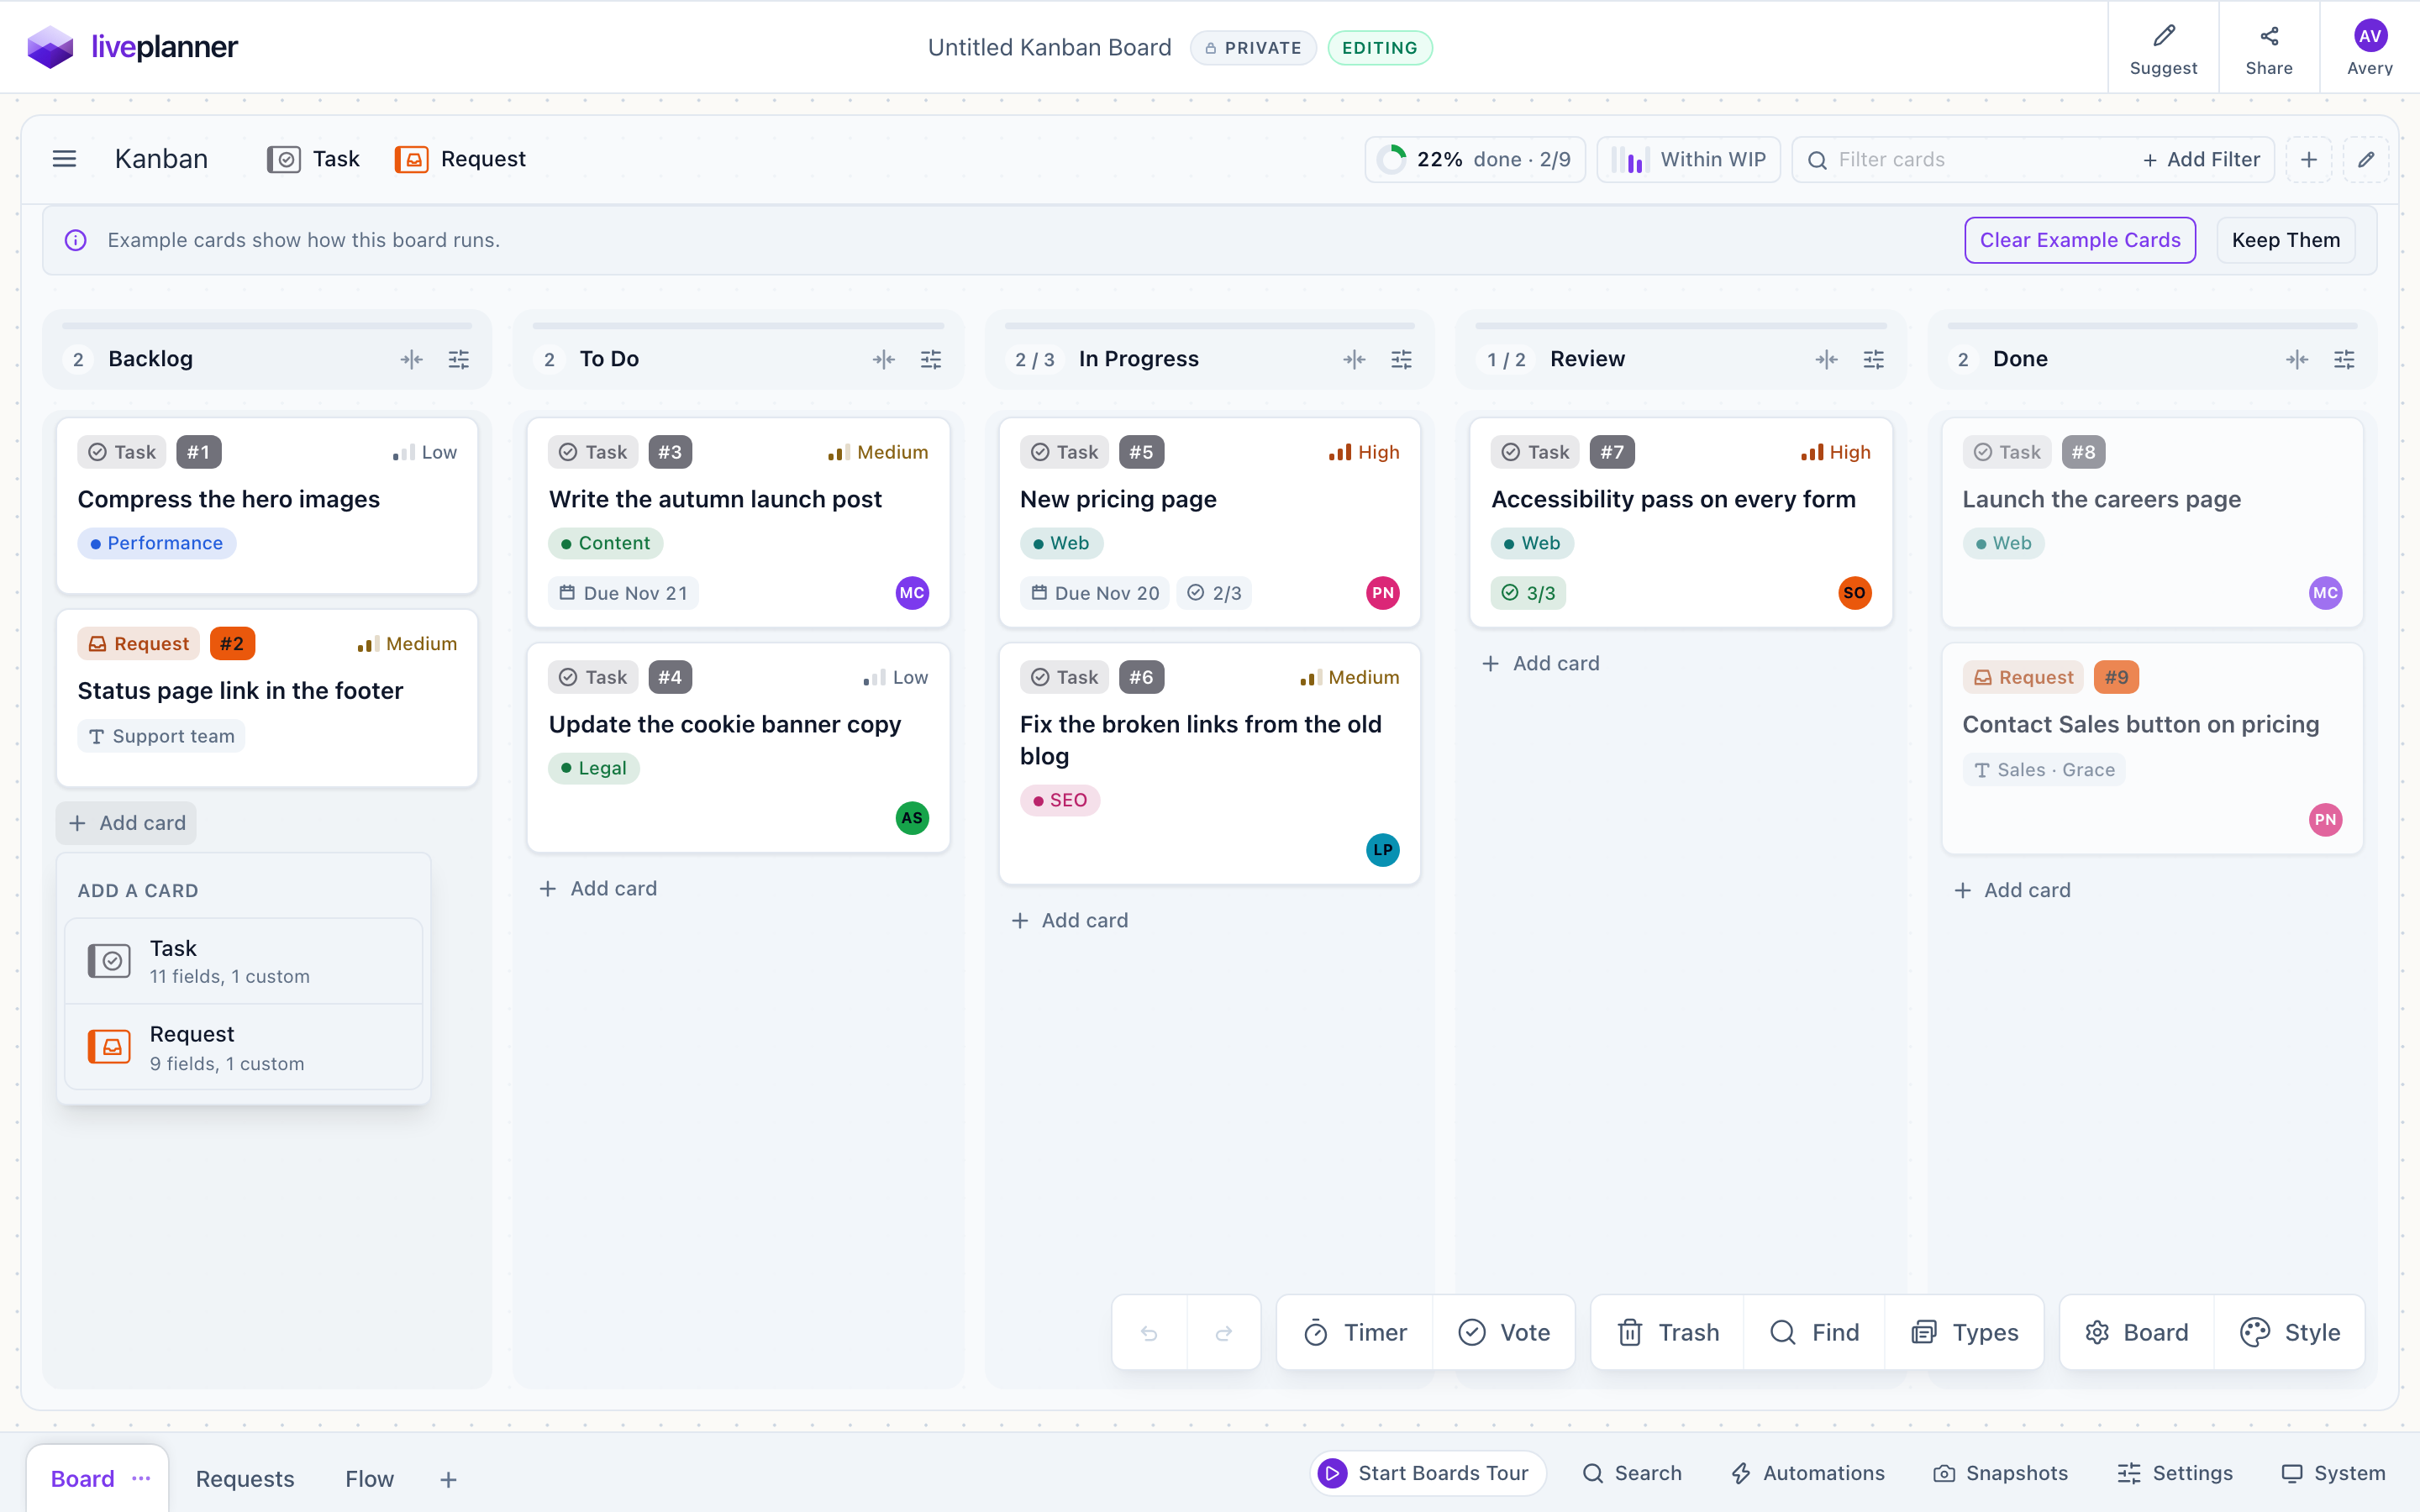 liveplanner
Untitled Kanban Board
PRIVATE
EDITING
Suggest
Share
AV
Avery
Kanban
Task
Request
22% done · 2/9
Within WIP
Filter cards
+ Add Filter
Example cards show how this board runs.
Clear Example Cards
Keep Them
2 Backlog
Task #1 Low
Compress the hero images
Performance
Request #2 Medium
Status page link in the footer
Support team
+ Add card
ADD A CARD
Task
11 fields, 1 custom
Request
9 fields, 1 custom
2 To Do
Task #3 Medium
Write the autumn launch post
Content
Due Nov 21 MC
Task #4 Low
Update the cookie banner copy
Legal
AS
+ Add card
2 / 3 In Progress
Task #5 High
New pricing page
Web
Due Nov 20 2/3 PN
Task #6 Medium
Fix the broken links from the old
blog
SEO
LP
+ Add card
1 / 2 Review
Task #7 High
Accessibility pass on every form
Web
3/3 SO
+ Add card
2 Done
Task #8
Launch the careers page
Web
MC
Request #9
Contact Sales button on pricing
Sales · Grace
PN
+ Add card
Timer
Vote
Trash
Find
Types
Board
Style
Board
Requests
Flow
+
Start Boards Tour
Search
Automations
Snapshots
Settings
System